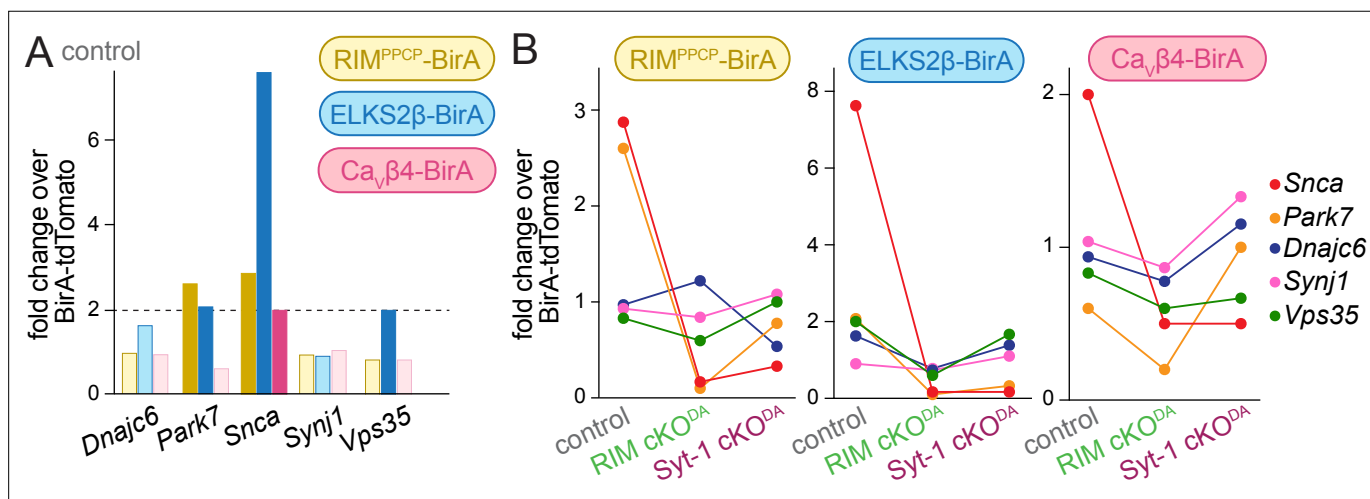 A
control
RIM^PPCP-BirA
ELKS2β-BirA
Ca_vβ4-BirA
fold change over
BirA-tdTomato
6
4
2
0
Dnajc6
Park7
Snca
Synj1
Vps35
B
RIM^PPCP-BirA
ELKS2β-BirA
Ca_vβ4-BirA
fold change over
BirA-tdTomato
3
2
1
0
control
RIM cKO^DA
Syt-1 cKO^DA
8
6
4
2
0
control
RIM cKO^DA
Syt-1 cKO^DA
2
1
0
control
RIM cKO^DA
Syt-1 cKO^DA
Snca
Park7
Dnajc6
Synj1
Vps35